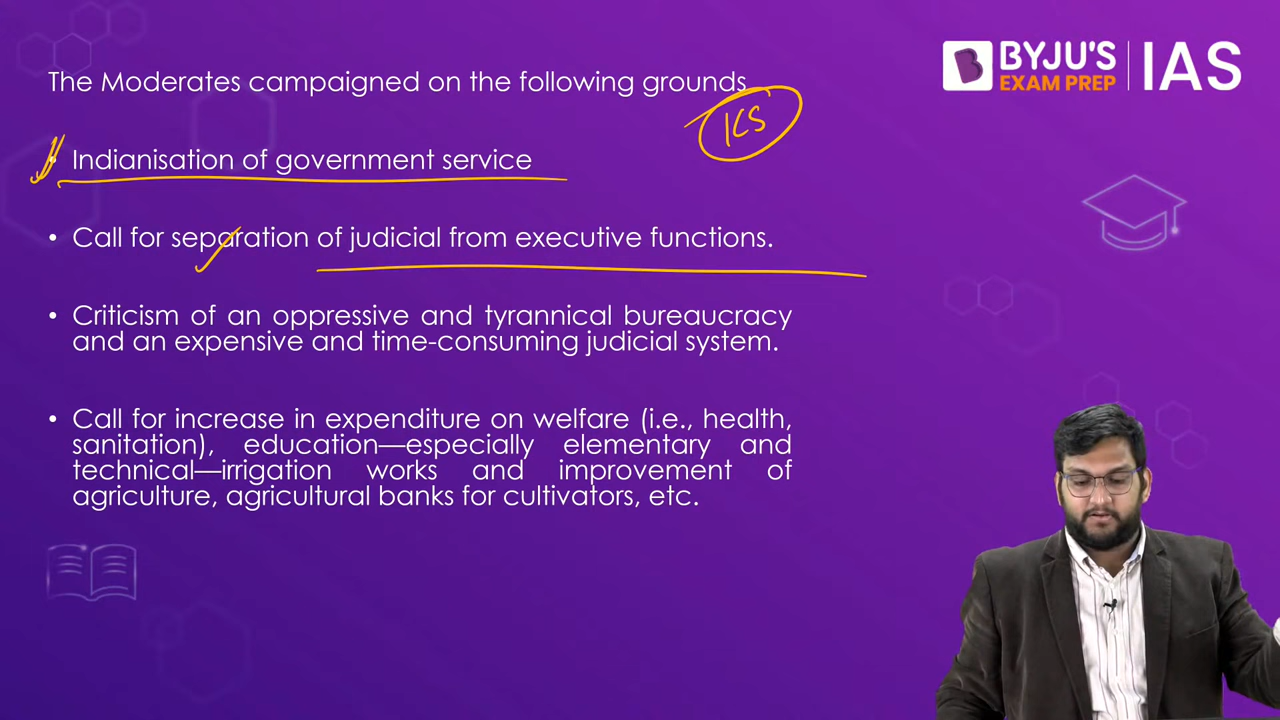 The Moderates campaigned on the following grounds
ICS
• Indianisation of government service
• Call for separation of judicial from executive functions.
• Criticism of an oppressive and tyrannical bureaucracy
and an expensive and time-consuming judicial system.
• Call for increase in expenditure on welfare (i.e., health,
sanitation), education—especially elementary and
technical—irrigation works and improvement of
agriculture, agricultural banks for cultivators, etc.
B BYJU'S
EXAM PREP
IAS